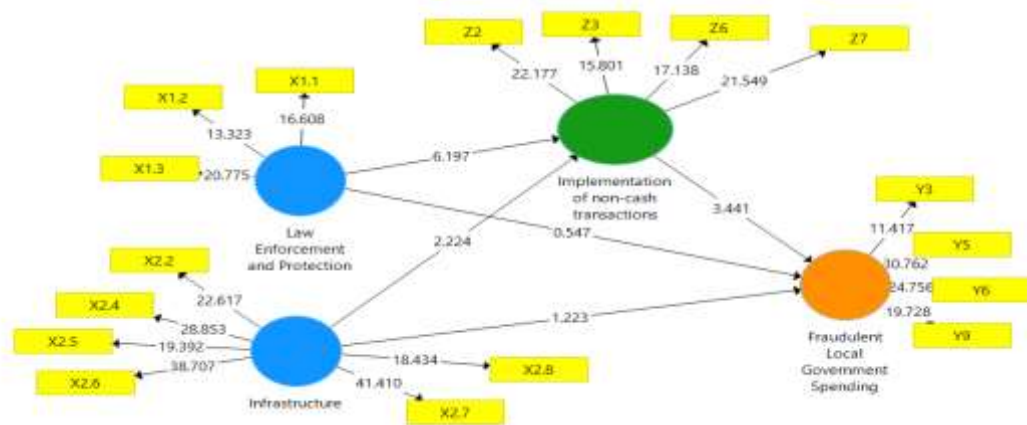 Z2
Z3
Z6
Z7
22.177
15.801
17.138
21.549
X1.1
X1.2
X1.3
16.608
13.323
20.775
6.197
Implementation
of non-cash
transactions
Law
Enforcement
and Protection
2.224
0.547
3.441
Y3
11.417
Y5
30.762
Y6
24.756
Y9
19.728
X2.2
22.617
X2.4
28.853
X2.5
19.392
X2.6
38.707
1.223
18.434
X2.8
41.410
X2.7
Infrastructure
Fraudulent
Local
Government
Spending